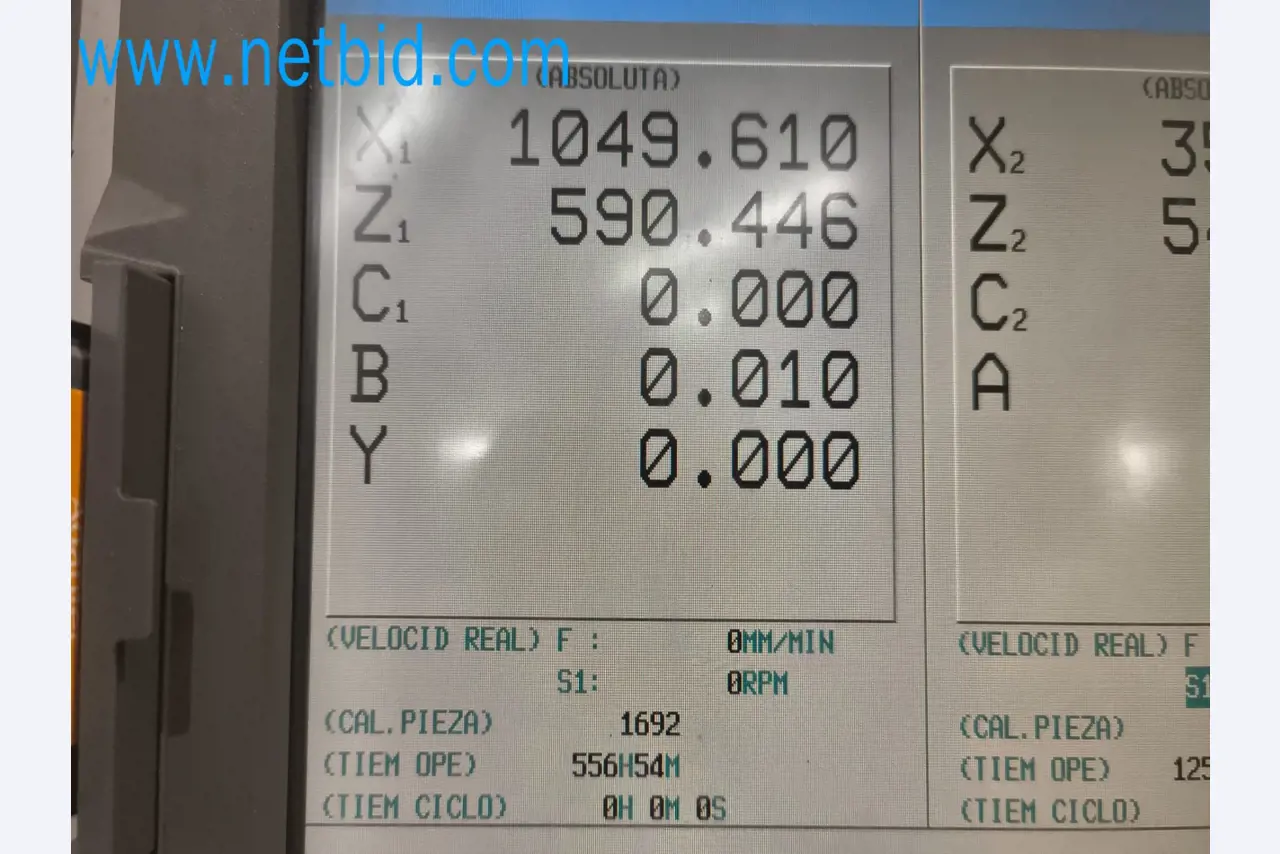 www.netbid.com
(ABSOLUTA)
X1 1049.610
Z1 590.446
C1 0.000
B 0.010
Y 0.000
(VELOCID REAL) F : 0MM/MIN
S1: 0RPM
(CAL.PIEZA) 1692
(TIEM OPE) 556H54M
(TIEM CICLO) 0H 0M 0S
(ABSO
X2 35
Z2 54
C2
A
(VELOCID REAL) F
S1
(CAL.PIEZA)
(TIEM OPE) 125
(TIEM CICLO)